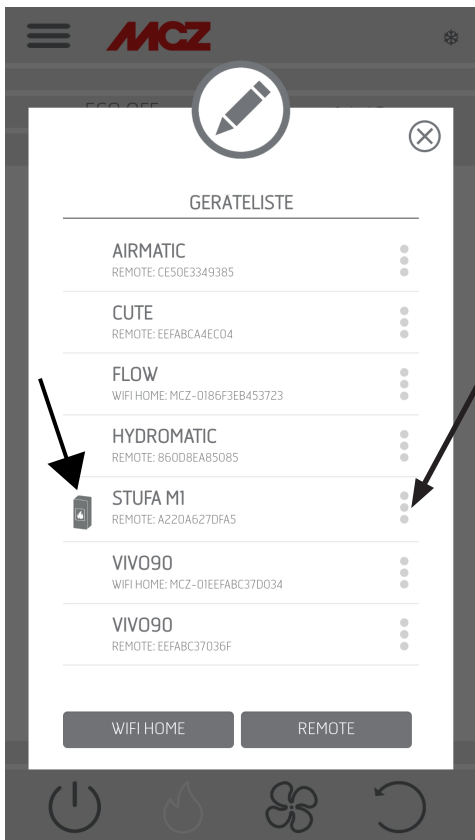 MCZ
GERATELISTE
AIRMATIC
REMOTE: CE50E3349385
CUTE
REMOTE: EEFABCA4EC04
FLOW
WIFI HOME: MCZ-0186F3EB453723
HYDROMATIC
REMOTE: 860D8EA85085
STUFA M1
REMOTE: A220A627DFA5
VIVO90
WIFI HOME: MCZ-01EEFABC37D034
VIVO90
REMOTE: EEFABC37036F
WIFI HOME
REMOTE